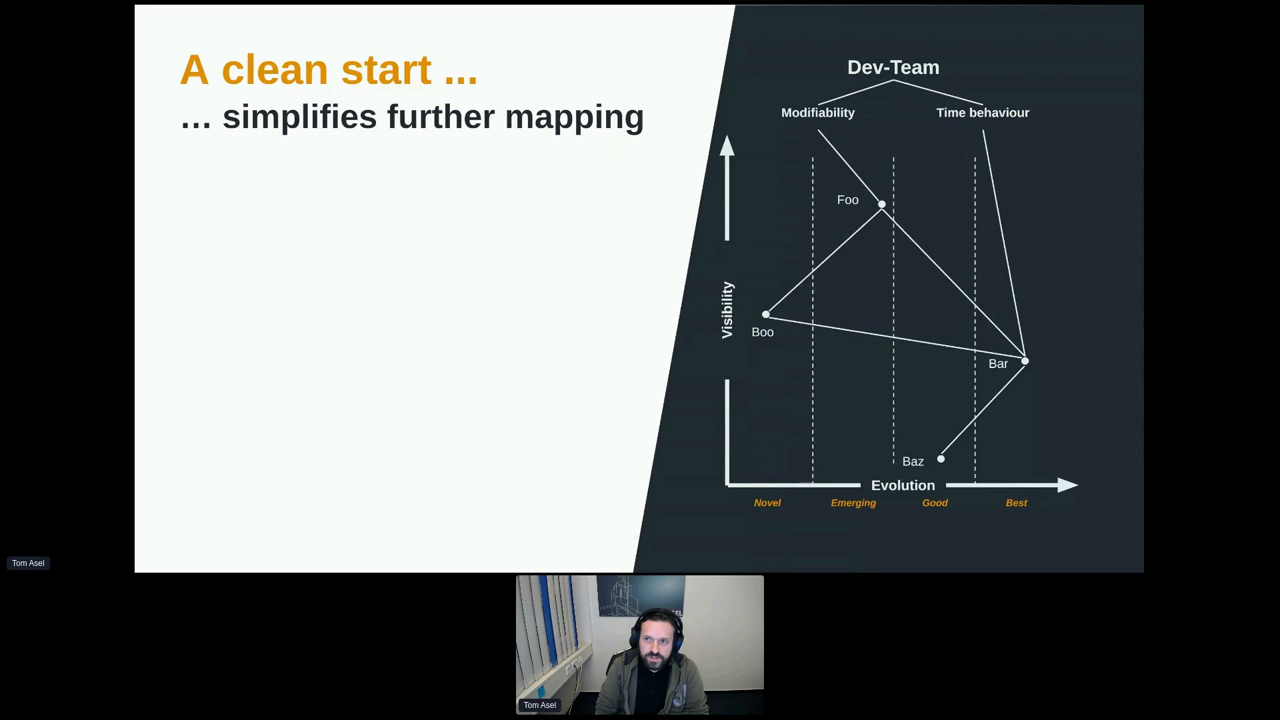 A clean start ...
… simplifies further mapping
Dev-Team
Modifiability
Time behaviour
Foo
Visibility
Boo
Bar
Baz
Evolution
Novel
Emerging
Good
Best
Tom Asel
Tom Asel